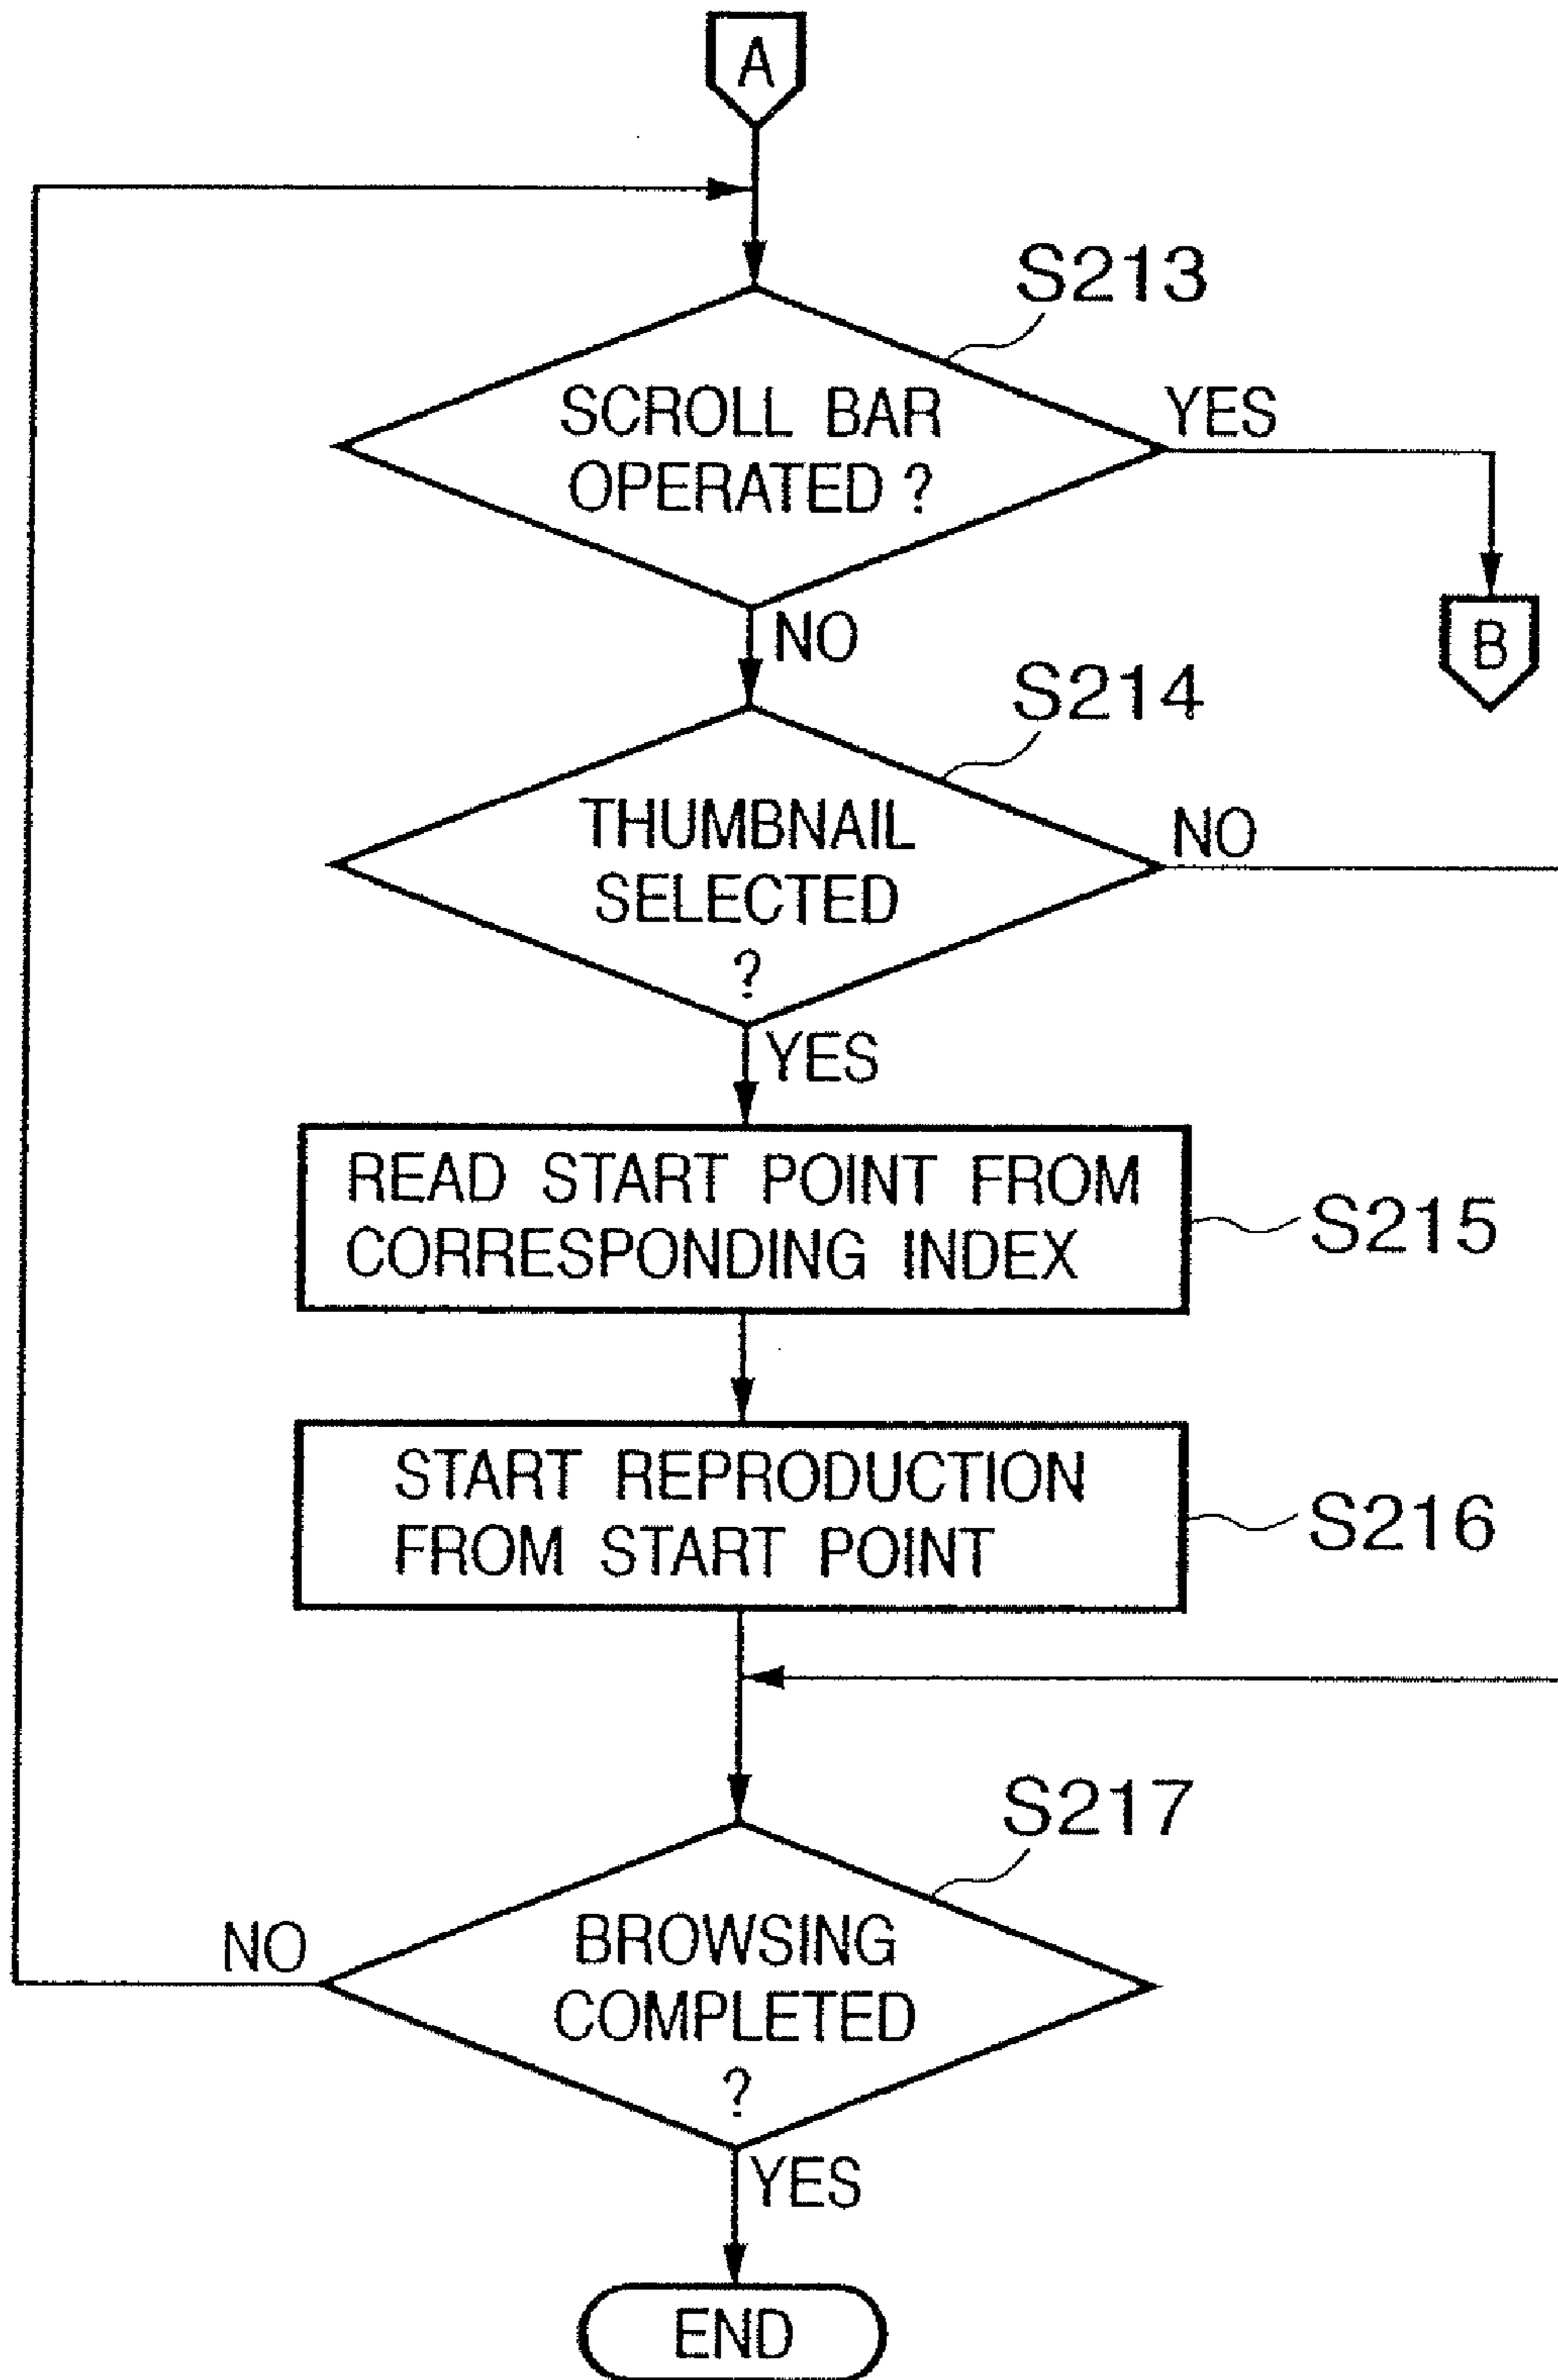 A
S213
SCROLL BAR
OPERATED ?
YES
NO
B
S214
THUMBNAIL
SELECTED
?
NO
YES
READ START POINT FROM
CORRESPONDING INDEX
S215
START REPRODUCTION
FROM START POINT
S216
S217
NO
BROWSING
COMPLETED
?
YES
END